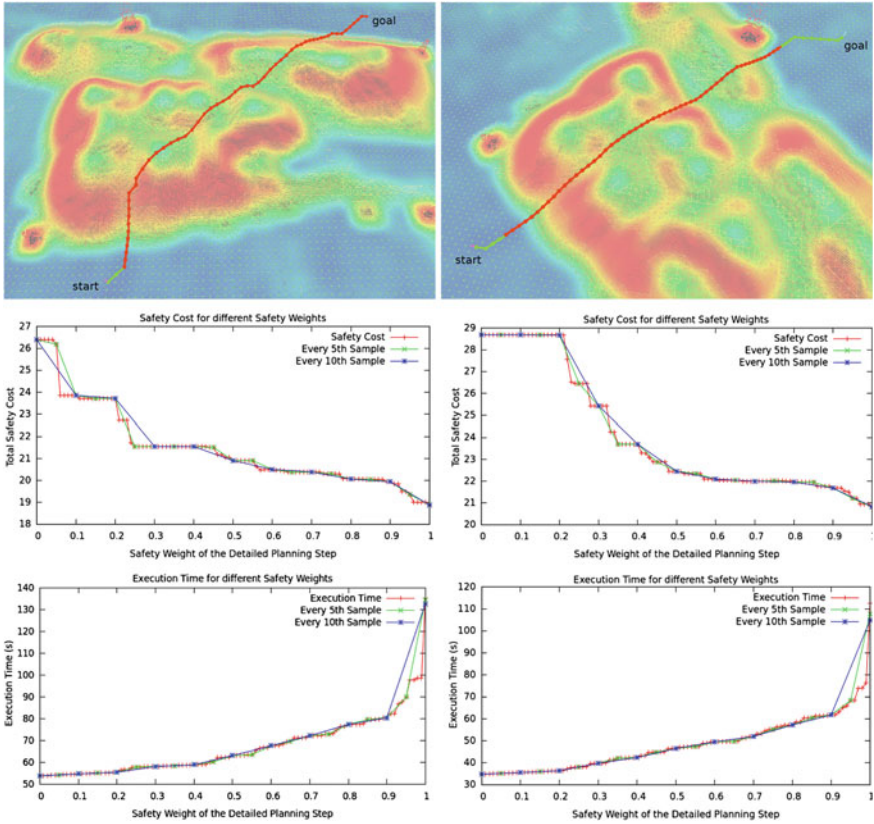 goal
start
goal
start
Safety Cost for different Safety Weights
27
26
25
24
23
22
21
20
19
18
Total Safety Cost
Safety Cost
Every 5th Sample
Every 10th Sample
0 0.1 0.2 0.3 0.4 0.5 0.6 0.7 0.8 0.9 1
Safety Weight of the Detailed Planning Step
Safety Cost for different Safety Weights
29
28
27
26
25
24
23
22
21
20
Total Safety Cost
Safety Cost
Every 5th Sample
Every 10th Sample
0 0.1 0.2 0.3 0.4 0.5 0.6 0.7 0.8 0.9 1
Safety Weight of the Detailed Planning Step
Execution Time for different Safety Weights
140
130
120
110
100
90
80
70
60
50
Execution Time (s)
Execution Time
Every 5th Sample
Every 10th Sample
0 0.1 0.2 0.3 0.4 0.5 0.6 0.7 0.8 0.9 1
Safety Weight of the Detailed Planning Step
Execution Time for different Safety Weights
120
110
100
90
80
70
60
50
40
30
Execution Time (s)
Execution Time
Every 5th Sample
Every 10th Sample
0 0.1 0.2 0.3 0.4 0.5 0.6 0.7 0.8 0.9 1
Safety Weight of the Detailed Planning Step